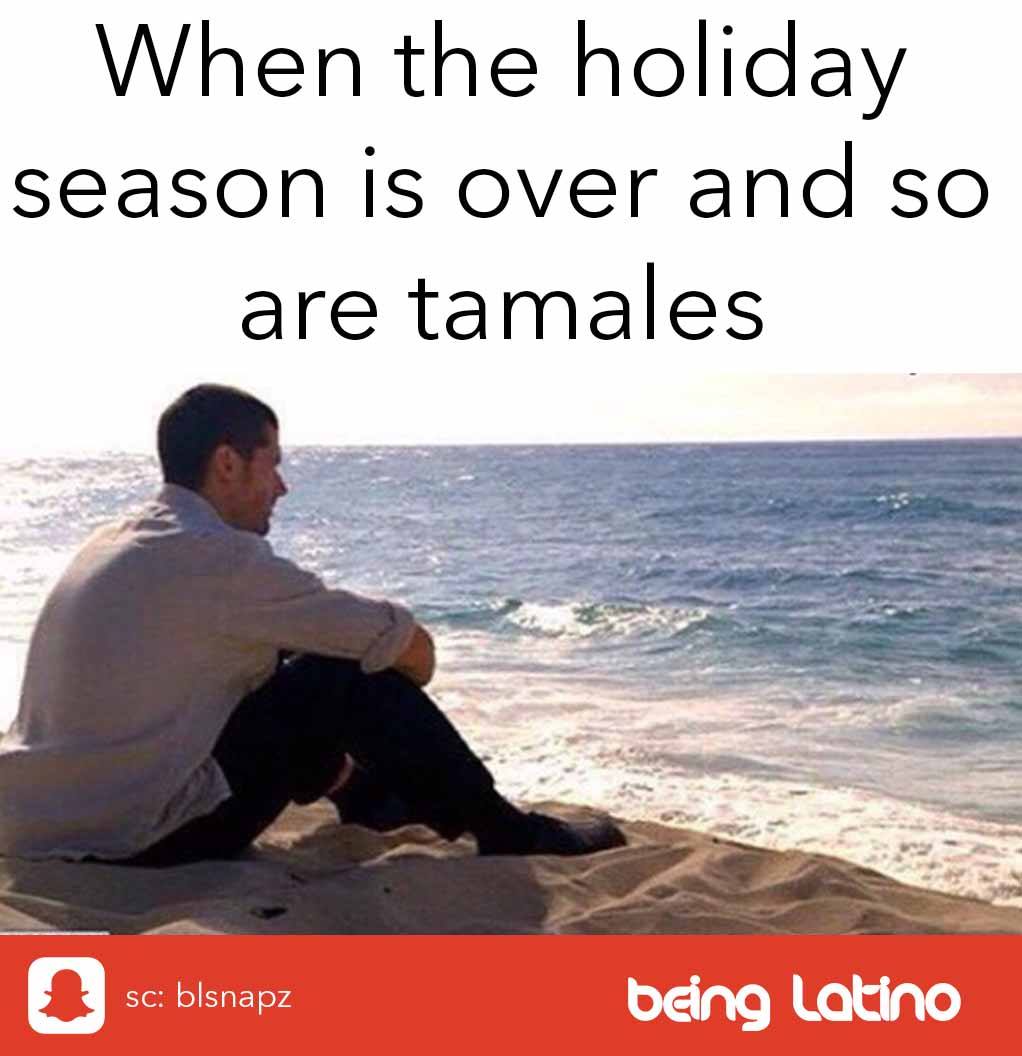 When the holiday
season is over and so
are tamales
sc: blsnapz
being Latino